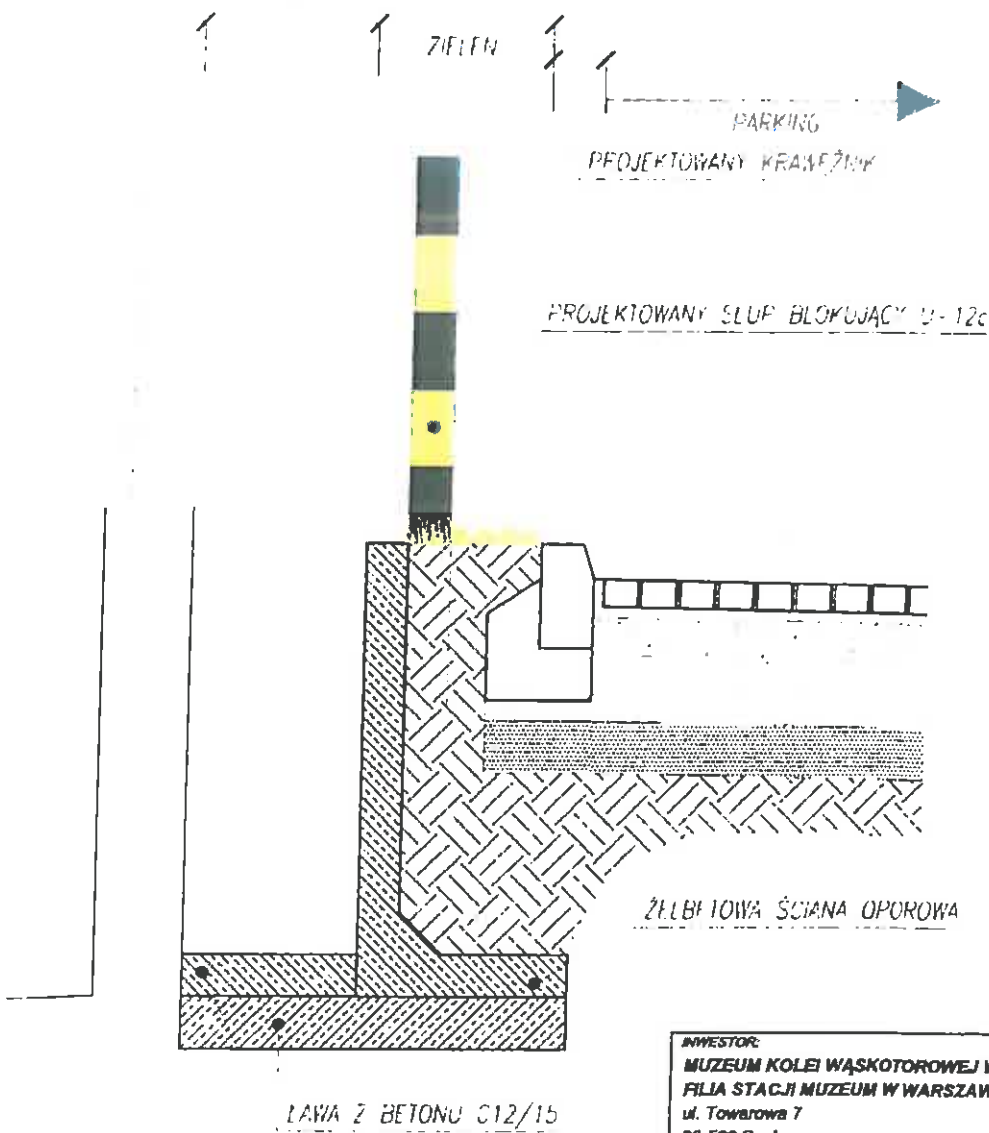 ZIELEŃ
PARKING
PROJEKTOWANY KRAWĘŻNIK
PROJEKTOWANY SŁUP BLOKUJĄCY U-12c
ŻELBETOWA ŚCIANA OPOROWA
ŁAWA Z BETONU C12/15
INWESTOR:
MUZEUM KOLEI WĄSKOTOROWEJ W
FILIA STACJI MUZEUM W WARSZAW
ul. Towarowa 7